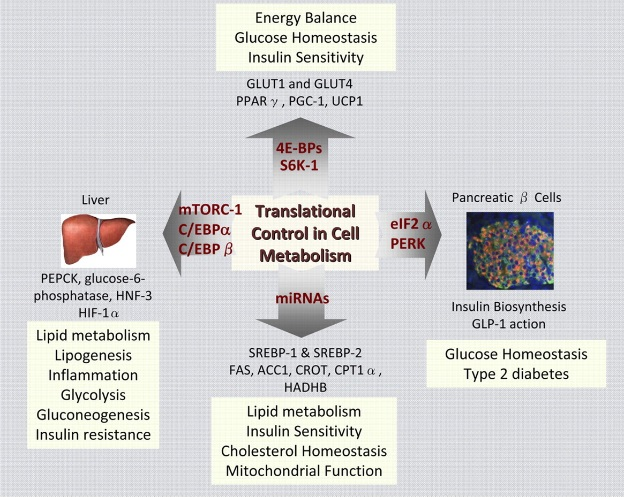 Energy Balance
Glucose Homeostasis
Insulin Sensitivity
GLUT1 and GLUT4
PPAR γ , PGC-1, UCP1
4E-BPs
S6K-1
Liver
mTORC-1
C/EBPα
C/EBP β
Translational
Control in Cell
Metabolism
eIF2 α
PERK
Pancreatic β Cells
PEPCK, glucose-6-
phosphatase, HNF-3
HIF-1α
Lipid metabolism
Lipogenesis
Inflammation
Glycolysis
Gluconeogenesis
Insulin resistance
miRNAs
SREBP-1 & SREBP-2
FAS, ACC1, CROT, CPT1 α ,
HADHB
Lipid metabolism
Insulin Sensitivity
Cholesterol Homeostasis
Mitochondrial Function
Insulin Biosynthesis
GLP-1 action
Glucose Homeostasis
Type 2 diabetes